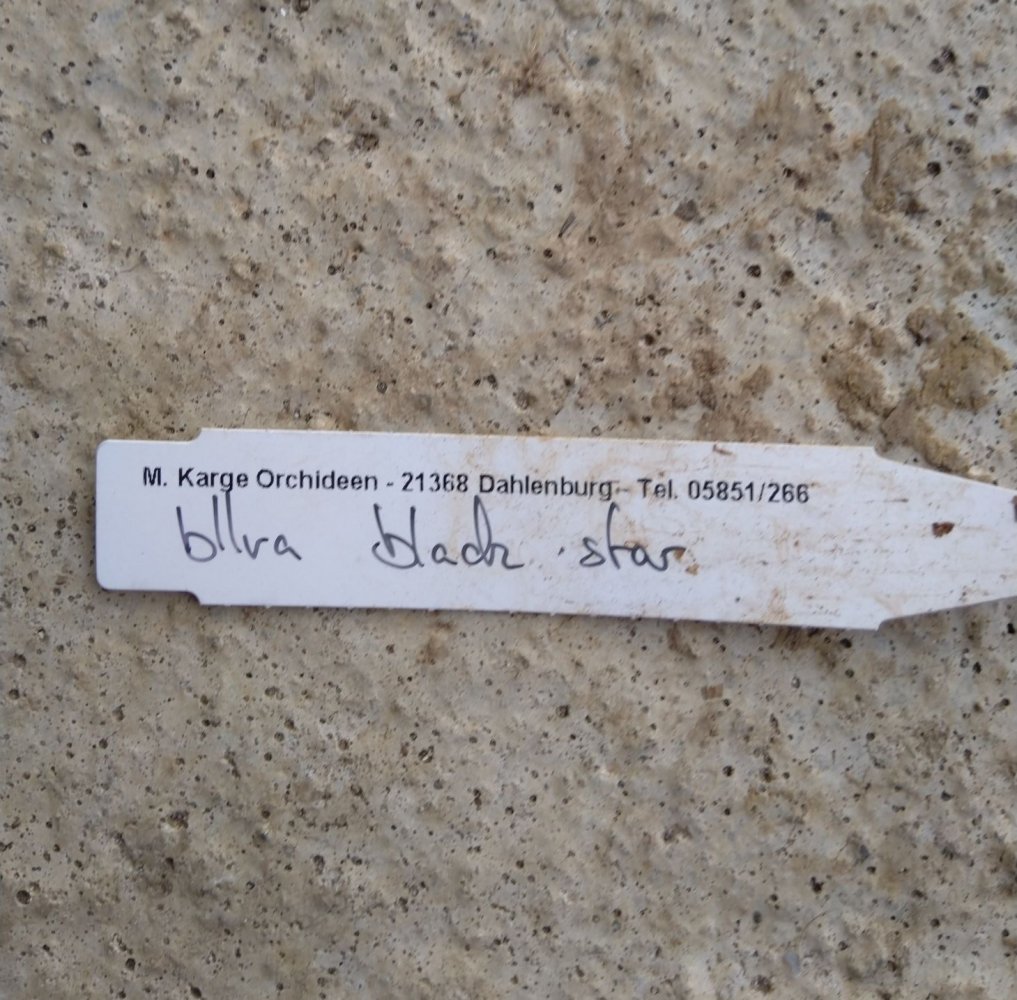 M. Karge Orchideen - 21368 Dahlenburg - Tel. 05851/266
bllra black star